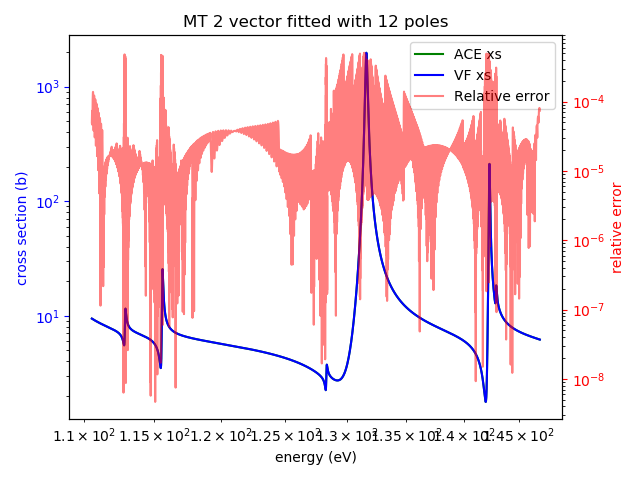 MT 2 vector fitted with 12 poles
ACE xs
VF xs
Relative error
cross section (b)
10³
10²
10¹
relative error
10⁻⁴
10⁻⁵
10⁻⁶
10⁻⁷
10⁻⁸
1.1 × 10² 1.15 × 10² 1.2 × 10² 1.25 × 10² 1.3 × 10² 1.35 × 10² 1.4 × 10² 1.45 × 10²
energy (eV)